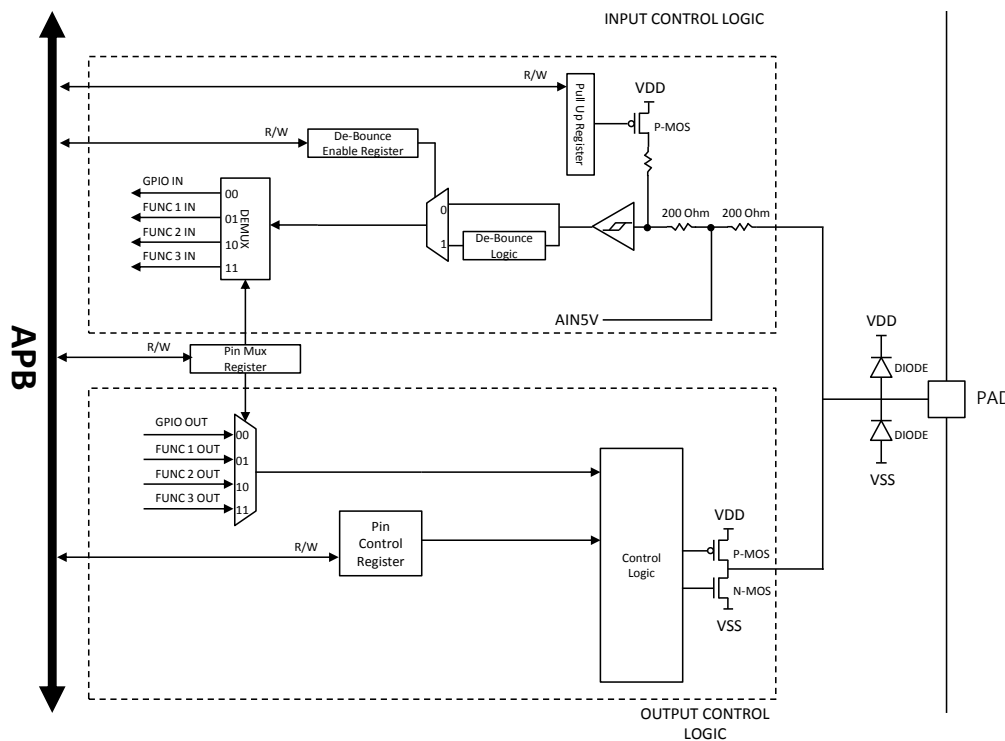 INPUT CONTROL LOGIC
R/W
Pull Up Register
VDD
P-MOS
R/W
De-Bounce
Enable Register
GPIO IN
FUNC 1 IN
FUNC 2 IN
FUNC 3 IN
00
01
10
11
DEMUX
0
1
De-Bounce
Logic
200 Ohm
200 Ohm
AIN5V
APB
R/W
Pin Mux
Register
VDD
DIODE
PAD
DIODE
VSS
GPIO OUT
FUNC 1 OUT
FUNC 2 OUT
FUNC 3 OUT
00
01
10
11
R/W
Pin
Control
Register
Control
Logic
VDD
P-MOS
N-MOS
VSS
OUTPUT CONTROL
LOGIC